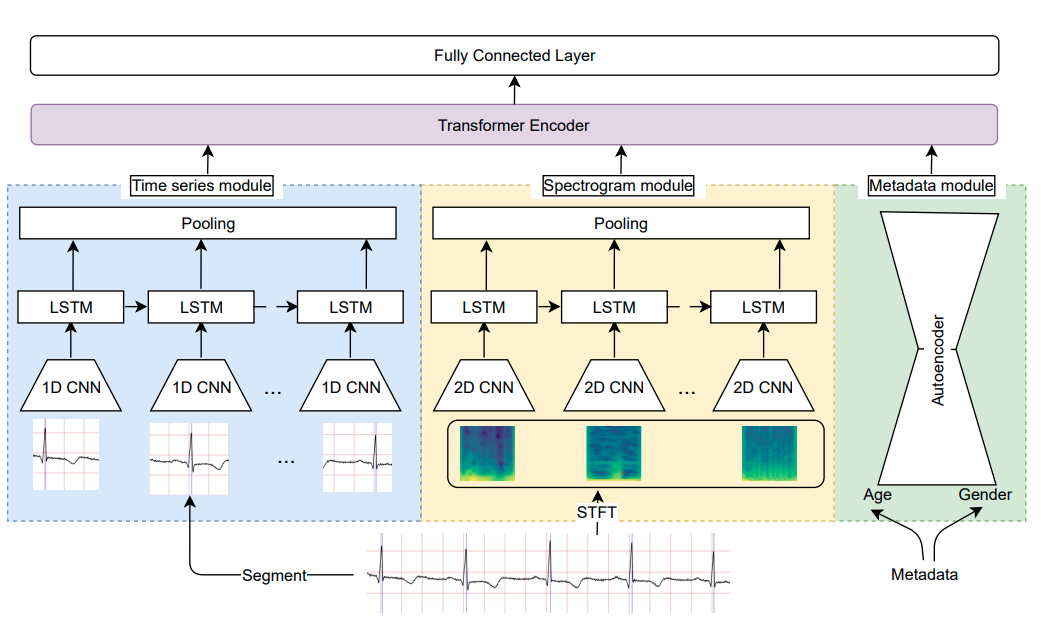 Fully Connected Layer
Transformer Encoder
Time series module
Spectrogram module
Metadata module
Pooling
Pooling
LSTM
LSTM
LSTM
LSTM
LSTM
LSTM
1D CNN
1D CNN
...
1D CNN
2D CNN
2D CNN
...
2D CNN
Autoencoder
...
Age
Gender
STFT
Segment
Metadata